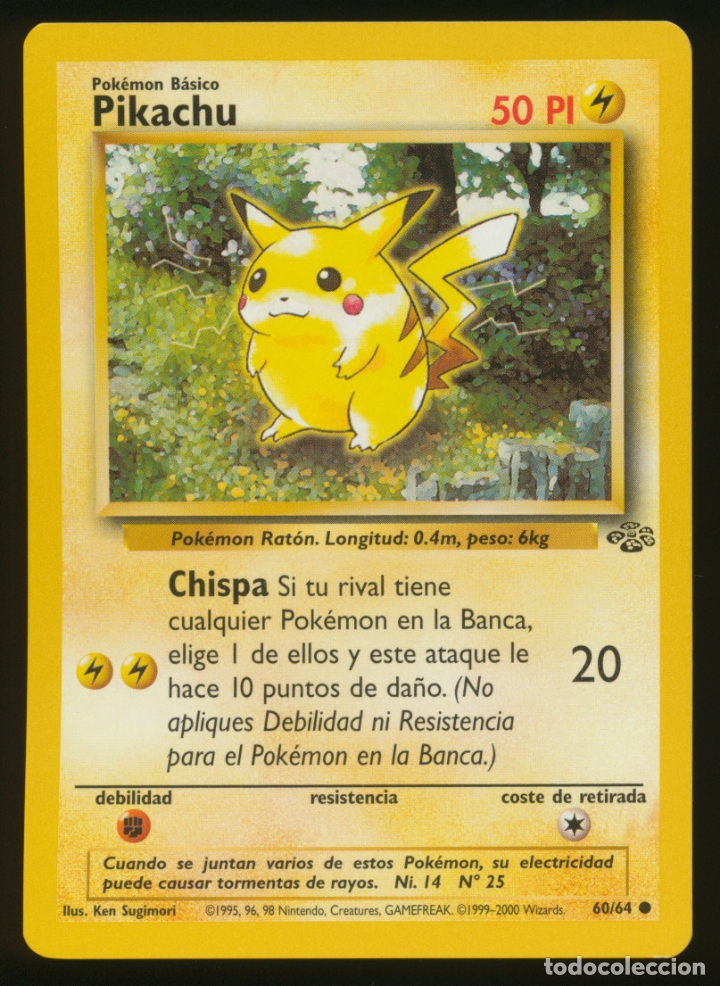 Pokémon Básico
Pikachu
50 PI
Pokémon Ratón. Longitud: 0.4m, peso: 6kg
Chispa Si tu rival tiene
cualquier Pokémon en la Banca,
elige 1 de ellos y este ataque le
hace 10 puntos de daño. (No
apliques Debilidad ni Resistencia
para el Pokémon en la Banca.)
20
debilidad
resistencia
coste de retirada
Cuando se juntan varios de estos Pokémon, su electricidad
puede causar tormentas de rayos. Ni. 14 N° 25
Ilus. Ken Sugimori
©1995, 96, 98 Nintendo, Creatures, GAMEFREAK. ©1999-2000 Wizards.
60/64
todocoleccion